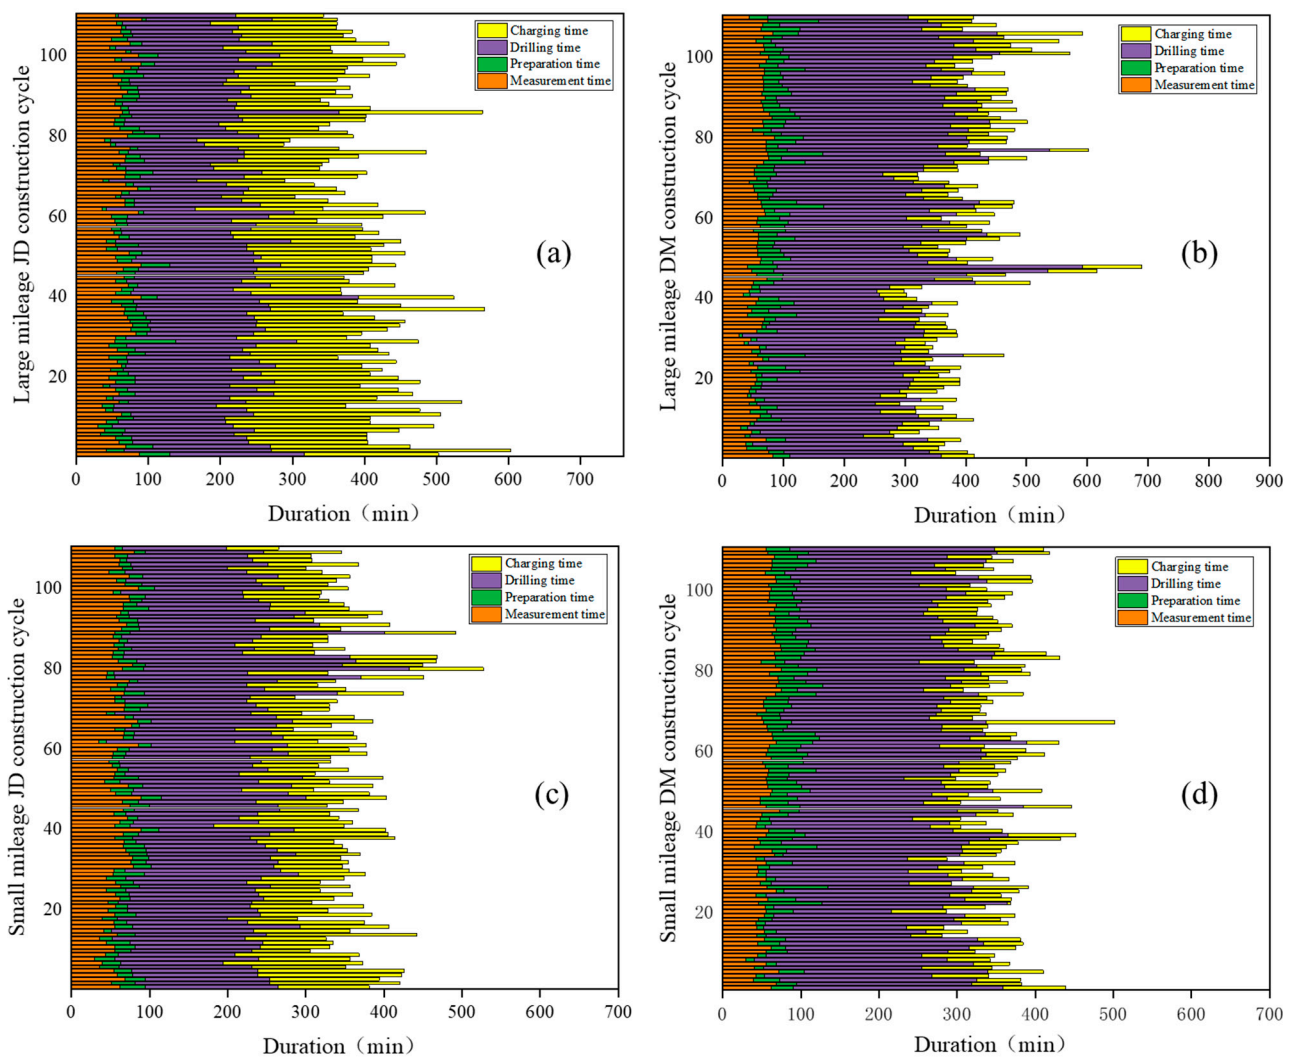 Large mileage JD construction cycle
100
80
60
40
20
Charging time
Drilling time
Preparation time
Measurement time
(a)
0 100 200 300 400 500 600 700
Duration（min）
Large mileage DM construction cycle
100
80
60
40
20
Charging time
Drilling time
Preparation time
Measurement time
(b)
0 100 200 300 400 500 600 700 800 900
Duration（min）
Small mileage JD construction cycle
100
80
60
40
20
Charging time
Drilling time
Preparation time
Measurement time
(c)
0 100 200 300 400 500 600 700
Duration（min）
Small mileage DM construction cycle
100
80
60
40
20
Charging time
Drilling time
Preparation time
Measurement time
(d)
0 100 200 300 400 500 600 700
Duration（min）